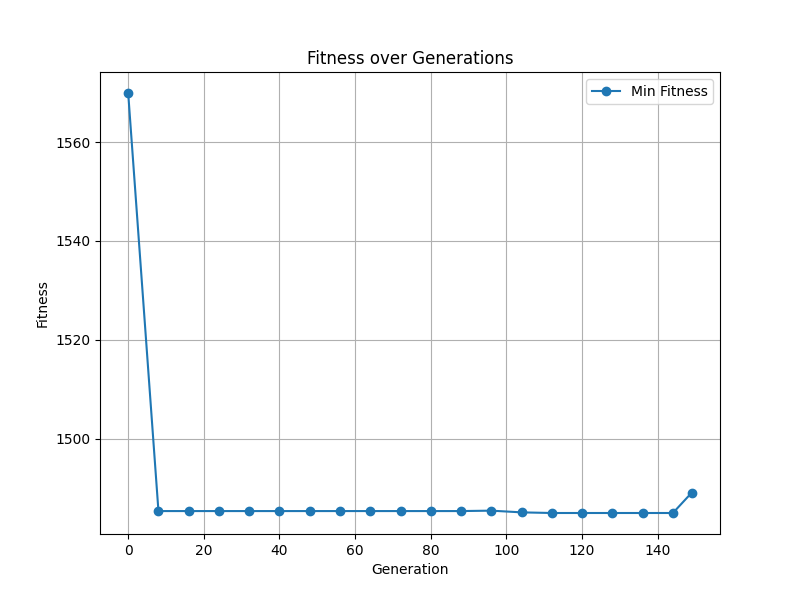 Fitness over Generations
Min Fitness
Fitness
1560
1540
1520
1500
0 20 40 60 80 100 120 140
Generation